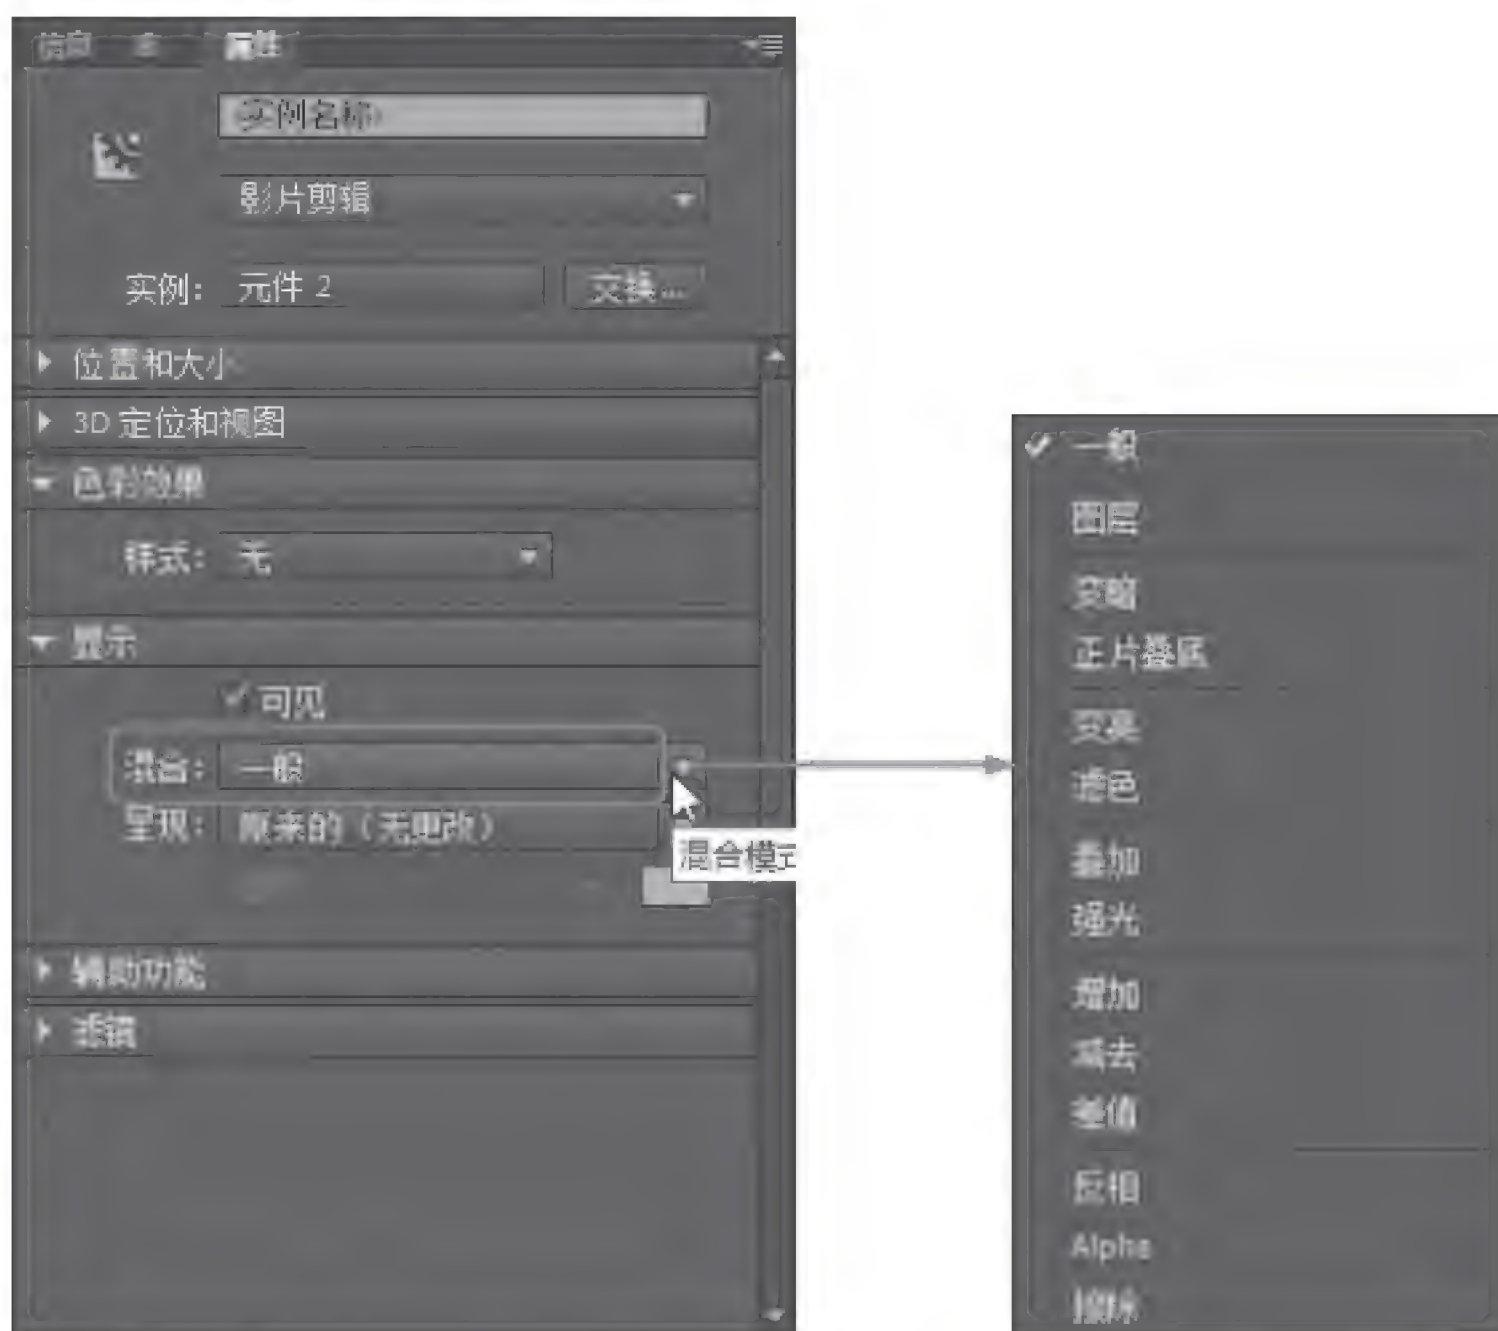 信息 库 属性
实例名称
影片剪辑
实例: 元件 2 交换...
位置和大小
3D 定位和视图
色彩效果
样式: 无
显示
可见
混合: 一般
呈现: 原来的（无更改）
混合模式
辅助功能
滤镜
一般
图层
变暗
正片叠底
变亮
滤色
叠加
强光
增加
减去
差值
反相
Alpha
擦除